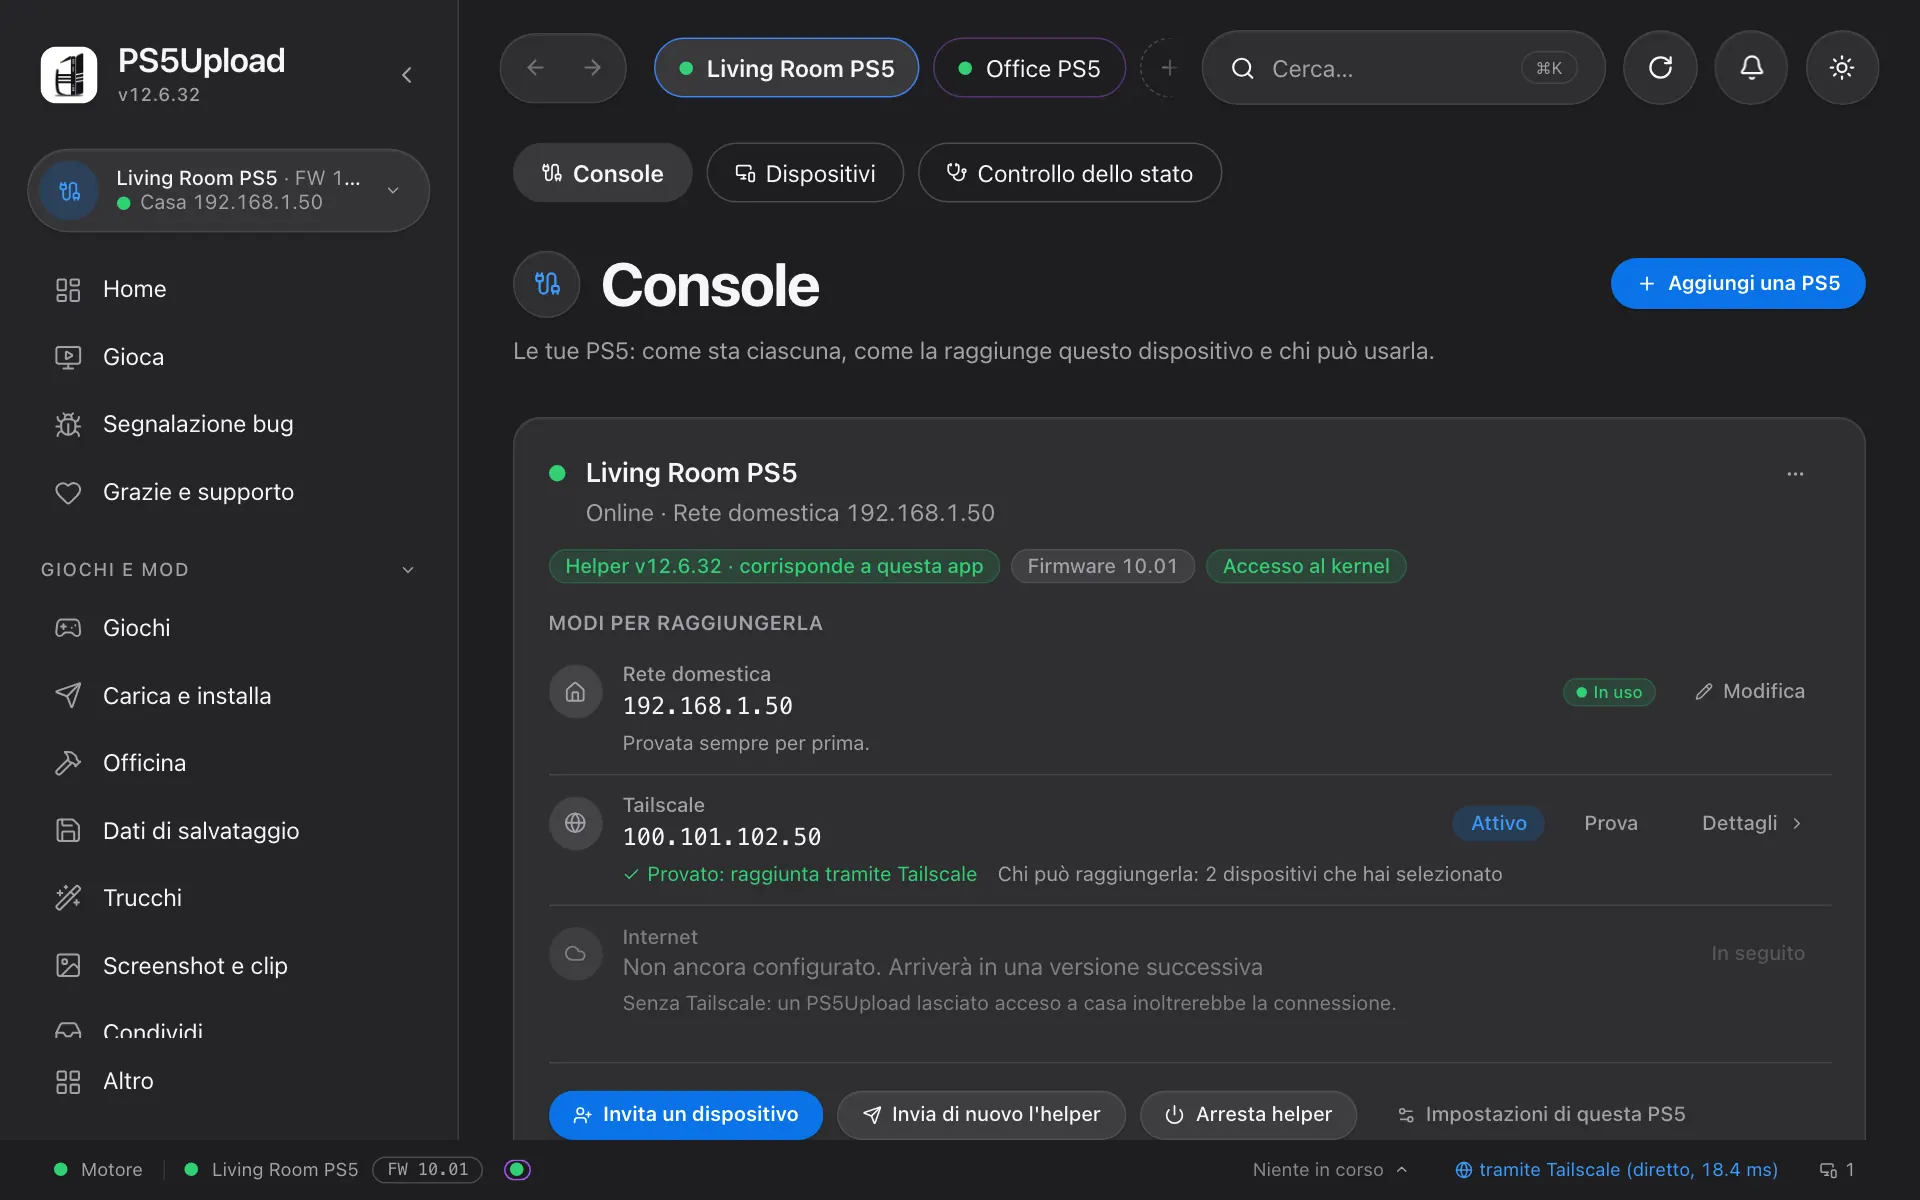 PS5Upload
v12.6.32
Living Room PS5 · FW 1...
Casa 192.168.1.50
Home
Gioca
Segnalazione bug
Grazie e supporto
GIOCHI E MOD
Giochi
Carica e installa
Officina
Dati di salvataggio
Trucchi
Screenshot e clip
Condividi
Altro
Living Room PS5
Office PS5
Cerca...
⌘K
Console
Dispositivi
Controllo dello stato
Console
Aggiungi una PS5
Le tue PS5: come sta ciascuna, come la raggiunge questo dispositivo e chi può usarla.
Living Room PS5
Online · Rete domestica 192.168.1.50
Helper v12.6.32 · corrisponde a questa app
Firmware 10.01
Accesso al kernel
MODI PER RAGGIUNGERLA
Rete domestica
192.168.1.50
Provata sempre per prima.
In uso
Modifica
Tailscale
100.101.102.50
Provato: raggiunta tramite Tailscale
Chi può raggiungerla: 2 dispositivi che hai selezionato
Attivo
Prova
Dettagli
Internet
Non ancora configurato. Arriverà in una versione successiva
Senza Tailscale: un PS5Upload lasciato acceso a casa inoltrerebbe la connessione.
In seguito
Invita un dispositivo
Invia di nuovo l'helper
Arresta helper
Impostazioni di questa PS5
Motore
Living Room PS5
FW 10.01
Niente in corso
tramite Tailscale (diretto, 18.4 ms)
1